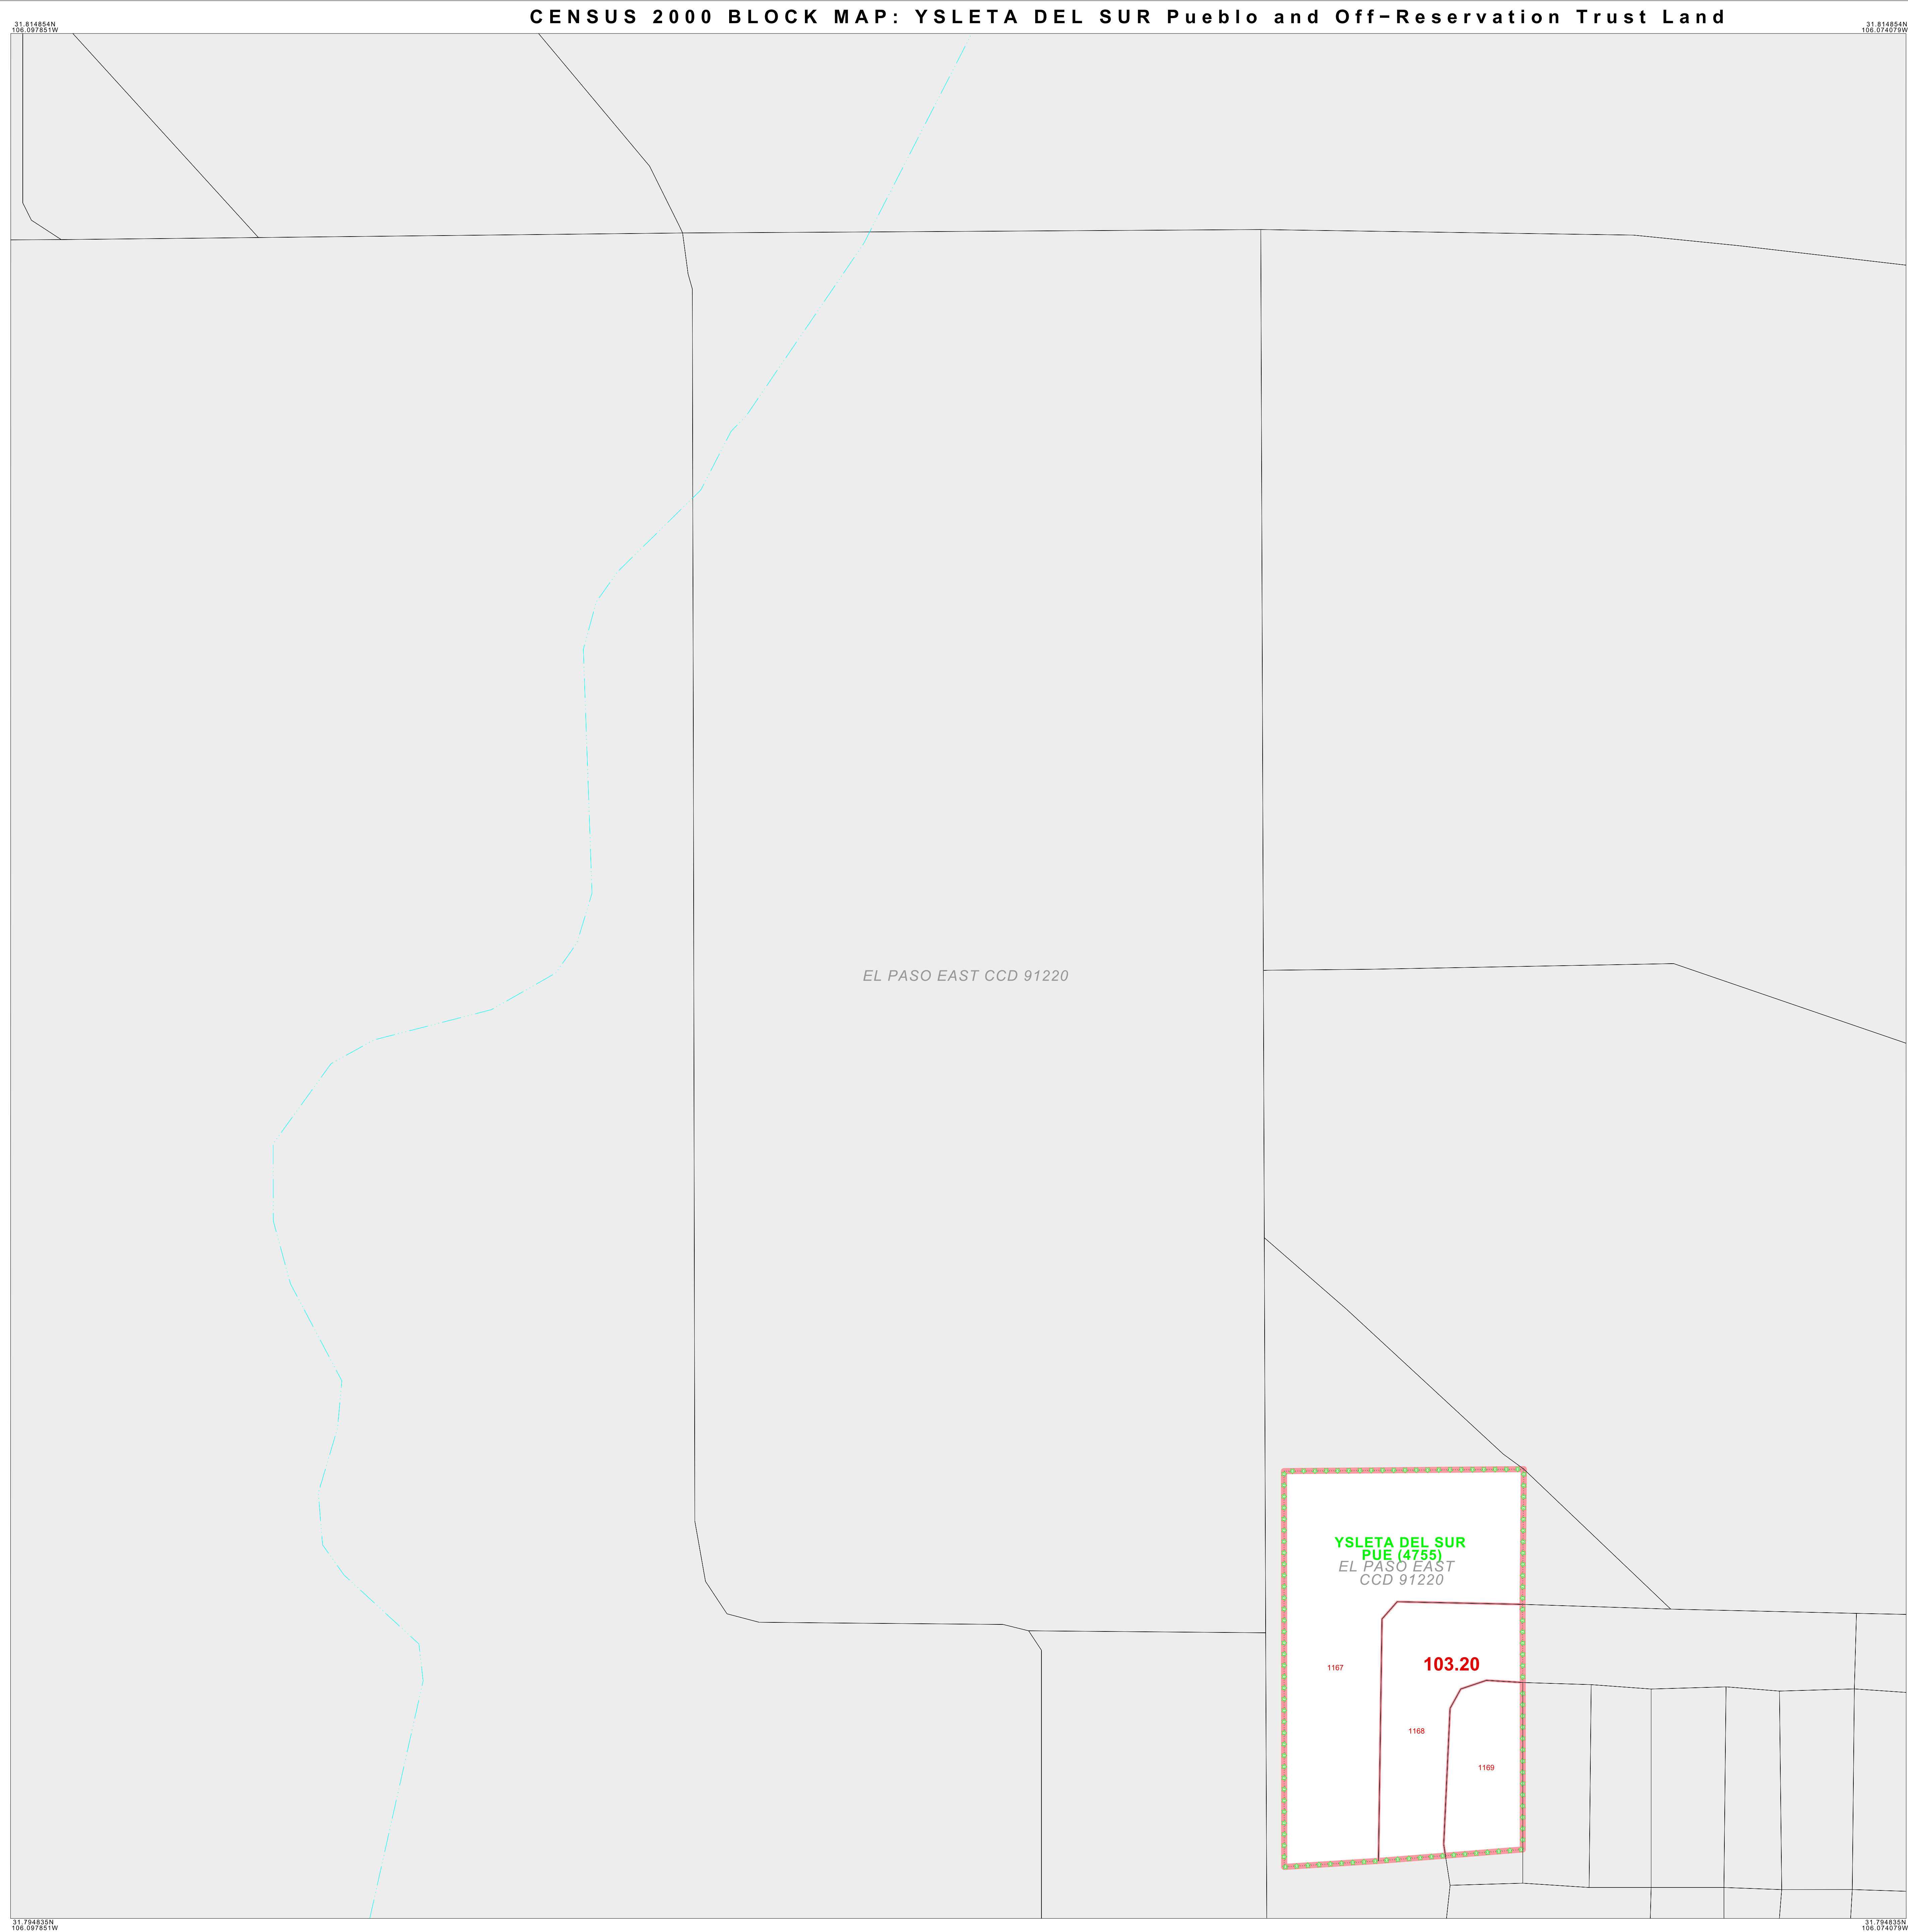 CENSUS 2000 BLOCK MAP: YSLETA DEL SUR Pueblo and Off−Reservation Trust Land
31.814854N
106.097851W
31.814854N
106.074079W
EL PASO EAST CCD 91220
YSLETA DEL SUR
PUE (4755)
EL PASO EAST
CCD 91220
103.20
1167
1168
1169
31.794835N
106.097851W
31.794835N
106.074079W